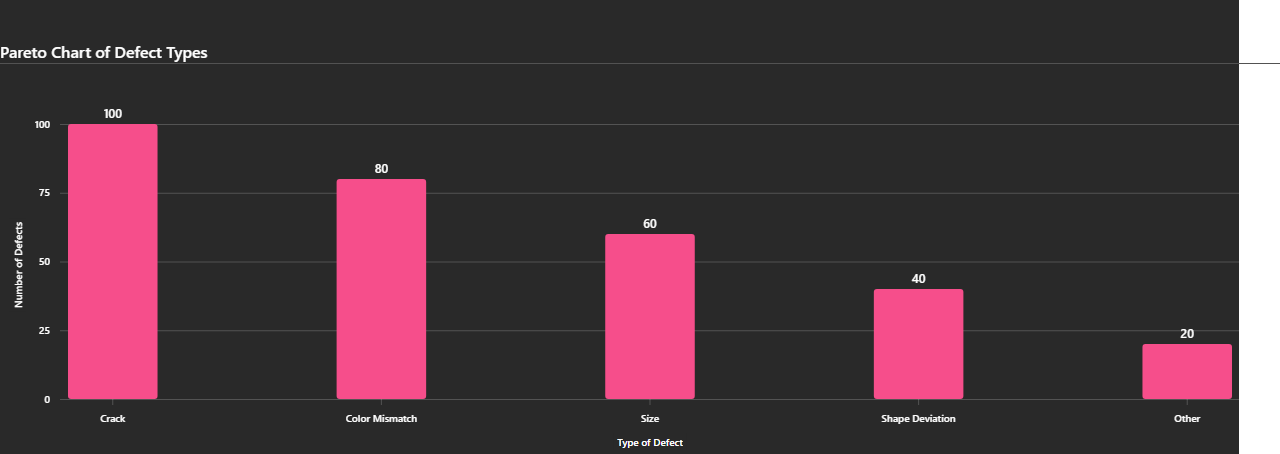 Pareto Chart of Defect Types
100
80
60
40
20
100
75
50
25
0
Number of Defects
Crack
Color Mismatch
Size
Shape Deviation
Other
Type of Defect